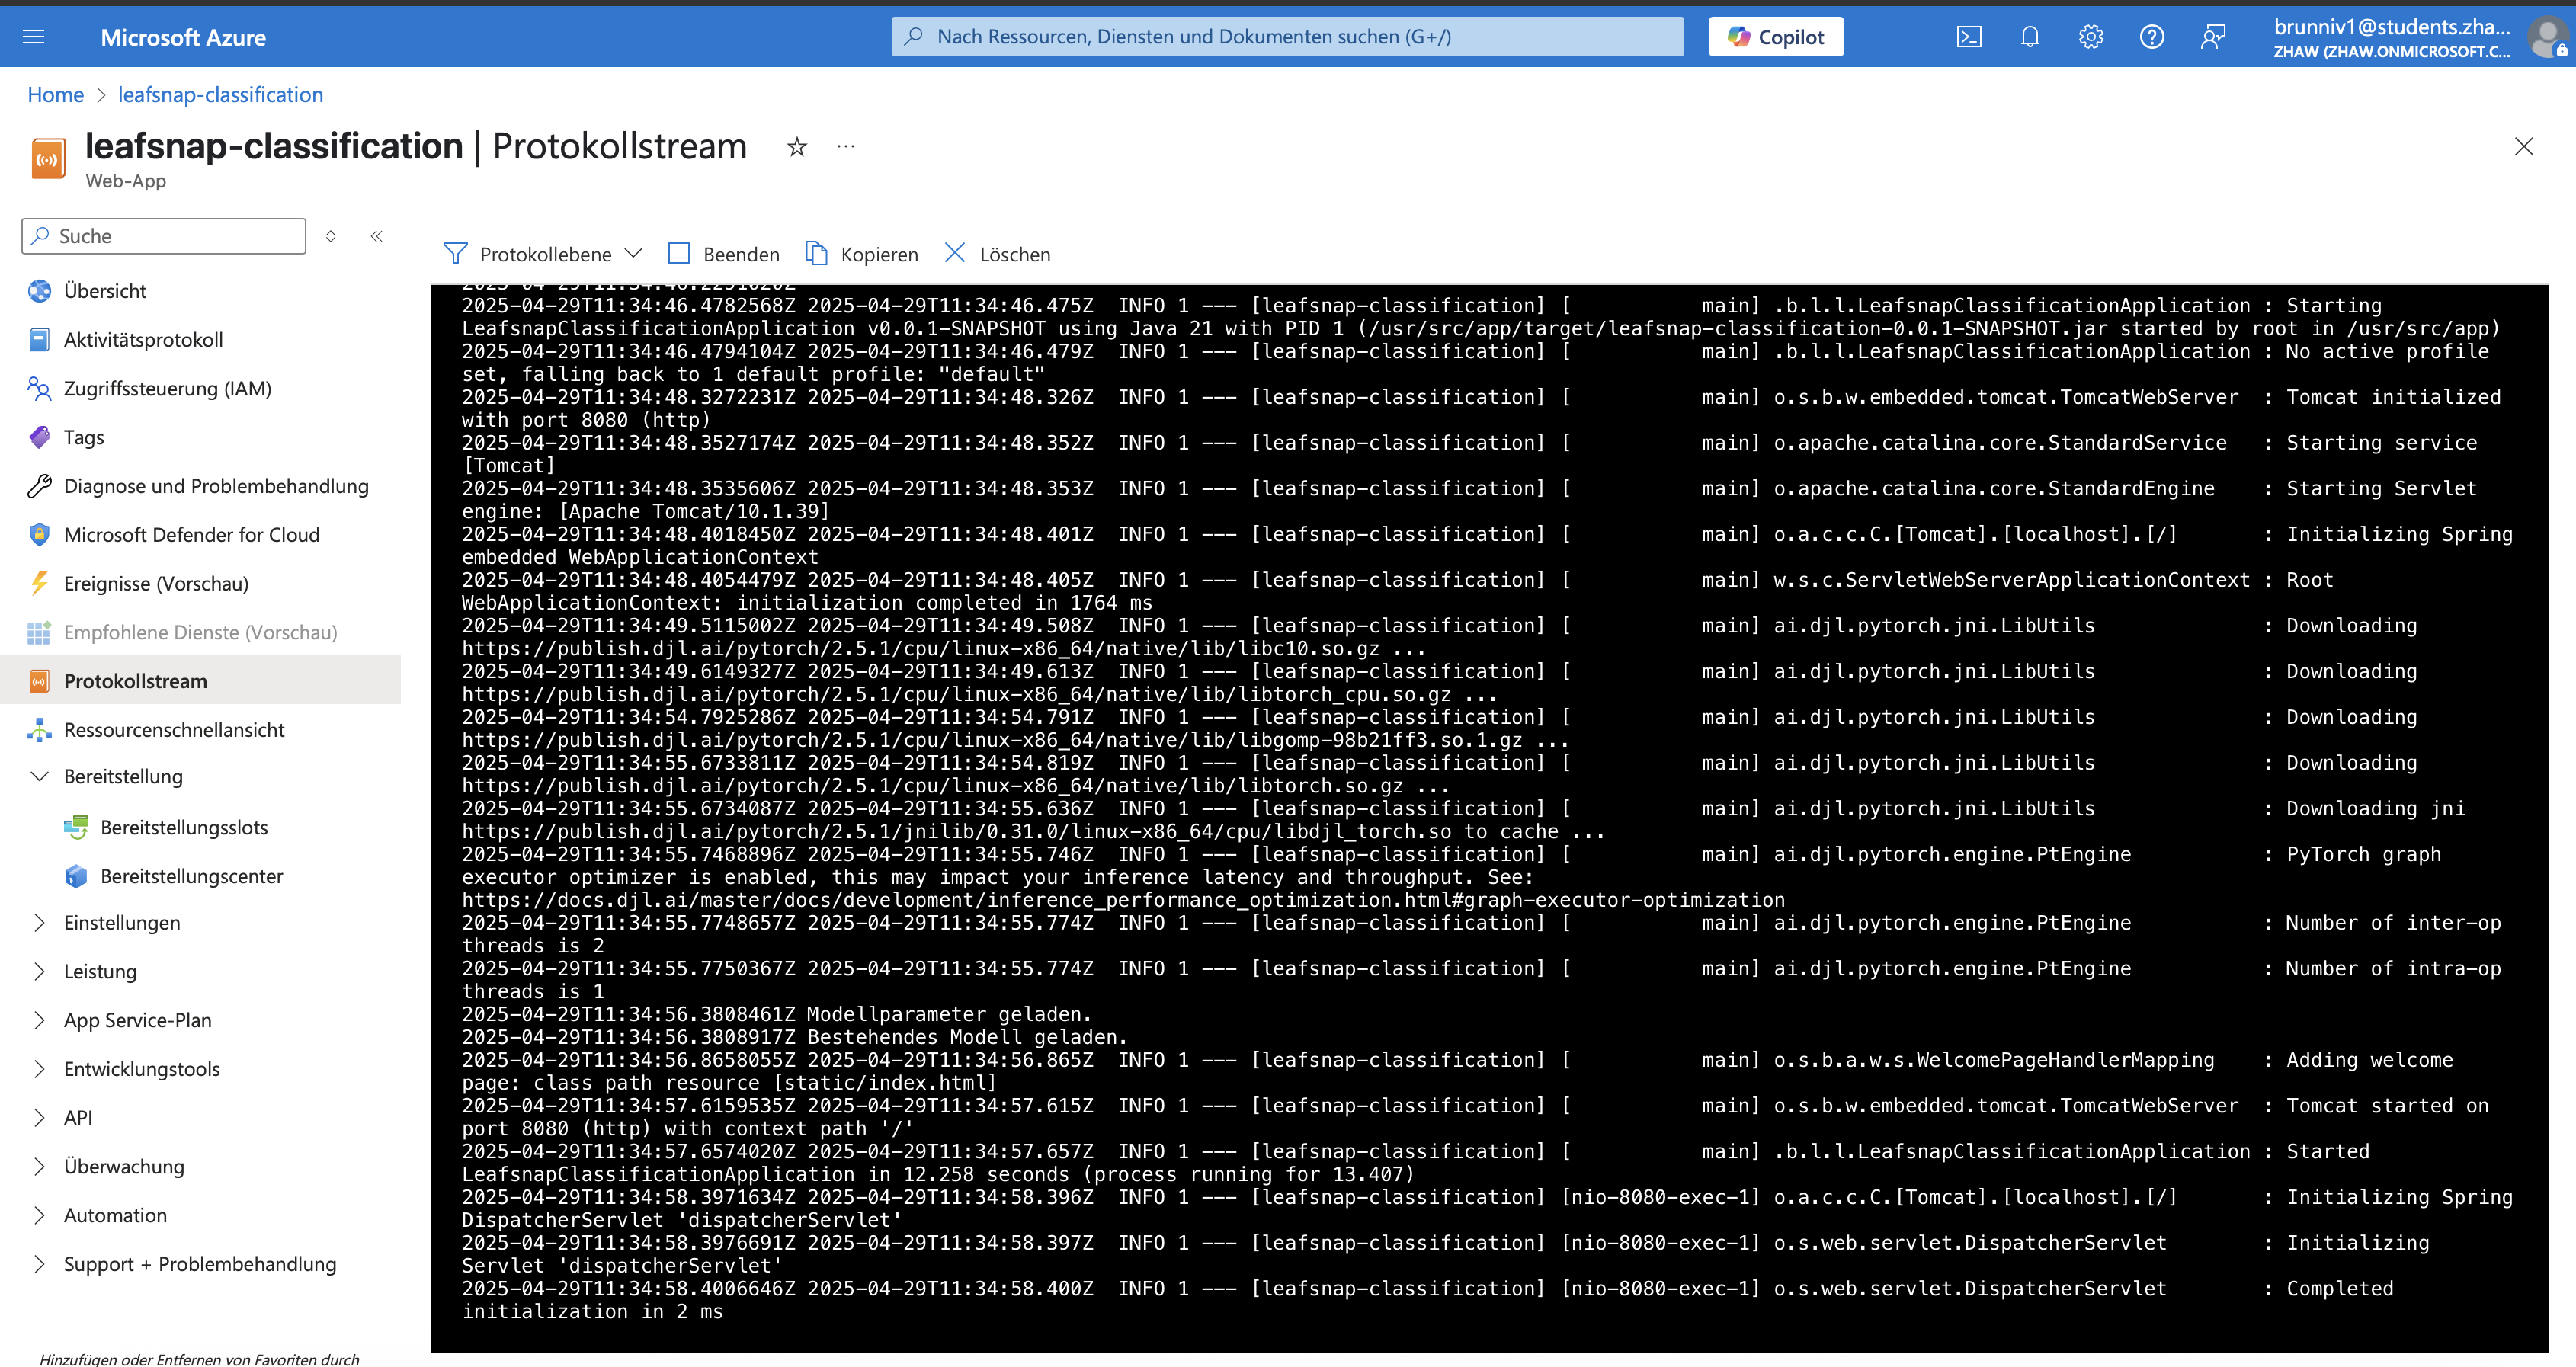 Microsoft Azure
Nach Ressourcen, Diensten und Dokumenten suchen (G+/)
Copilot
brunniv1@students.zha...
ZHAW (ZHAW.ONMICROSOFT.C...
Home > leafsnap-classification
leafsnap-classification | Protokollstream
Web-App
Suche
Protokollebene
Beenden
Kopieren
Löschen
Übersicht
Aktivitätsprotokoll
Zugriffssteuerung (IAM)
Tags
Diagnose und Problembehandlung
Microsoft Defender for Cloud
Ereignisse (Vorschau)
Empfohlene Dienste (Vorschau)
Protokollstream
Ressourcenschnellansicht
Bereitstellung
Bereitstellungsslots
Bereitstellungscenter
Einstellungen
Leistung
App Service-Plan
Entwicklungstools
API
Überwachung
Automation
Support + Problembehandlung
Hinzufügen oder Entfernen von Favoriten durch
2025-04-29T11:34:46.4782568Z 2025-04-29T11:34:46.475Z  INFO 1 --- [leafsnap-classification] [           main] .b.l.l.LeafsnapClassificationApplication : Starting
LeafsnapClassificationApplication v0.0.1-SNAPSHOT using Java 21 with PID 1 (/usr/src/app/target/leafsnap-classification-0.0.1-SNAPSHOT.jar started by root in /usr/src/app)
2025-04-29T11:34:46.4794104Z 2025-04-29T11:34:46.479Z  INFO 1 --- [leafsnap-classification] [           main] .b.l.l.LeafsnapClassificationApplication : No active profile
set, falling back to 1 default profile: "default"
2025-04-29T11:34:48.3272231Z 2025-04-29T11:34:48.326Z  INFO 1 --- [leafsnap-classification] [           main] o.s.b.w.embedded.tomcat.TomcatWebServer  : Tomcat initialized
with port 8080 (http)
2025-04-29T11:34:48.3527174Z 2025-04-29T11:34:48.352Z  INFO 1 --- [leafsnap-classification] [           main] o.apache.catalina.core.StandardService   : Starting service
[Tomcat]
2025-04-29T11:34:48.3535606Z 2025-04-29T11:34:48.353Z  INFO 1 --- [leafsnap-classification] [           main] o.apache.catalina.core.StandardEngine    : Starting Servlet
engine: [Apache Tomcat/10.1.39]
2025-04-29T11:34:48.4018450Z 2025-04-29T11:34:48.401Z  INFO 1 --- [leafsnap-classification] [           main] o.a.c.c.C.[Tomcat].[localhost].[/]       : Initializing Spring
embedded WebApplicationContext
2025-04-29T11:34:48.4054479Z 2025-04-29T11:34:48.405Z  INFO 1 --- [leafsnap-classification] [           main] w.s.c.ServletWebServerApplicationContext : Root
WebApplicationContext: initialization completed in 1764 ms
2025-04-29T11:34:49.5115002Z 2025-04-29T11:34:49.508Z  INFO 1 --- [leafsnap-classification] [           main] ai.djl.pytorch.jni.LibUtils              : Downloading
https://publish.djl.ai/pytorch/2.5.1/cpu/linux-x86_64/native/lib/libc10.so.gz ...
2025-04-29T11:34:49.6149327Z 2025-04-29T11:34:49.613Z  INFO 1 --- [leafsnap-classification] [           main] ai.djl.pytorch.jni.LibUtils              : Downloading
https://publish.djl.ai/pytorch/2.5.1/cpu/linux-x86_64/native/lib/libtorch_cpu.so.gz ...
2025-04-29T11:34:54.7925286Z 2025-04-29T11:34:54.791Z  INFO 1 --- [leafsnap-classification] [           main] ai.djl.pytorch.jni.LibUtils              : Downloading
https://publish.djl.ai/pytorch/2.5.1/cpu/linux-x86_64/native/lib/libgomp-98b21ff3.so.1.gz ...
2025-04-29T11:34:55.6733811Z 2025-04-29T11:34:54.819Z  INFO 1 --- [leafsnap-classification] [           main] ai.djl.pytorch.jni.LibUtils              : Downloading
https://publish.djl.ai/pytorch/2.5.1/cpu/linux-x86_64/native/lib/libtorch.so.gz ...
2025-04-29T11:34:55.6734087Z 2025-04-29T11:34:55.636Z  INFO 1 --- [leafsnap-classification] [           main] ai.djl.pytorch.jni.LibUtils              : Downloading jni
https://publish.djl.ai/pytorch/2.5.1/jnilib/0.31.0/linux-x86_64/cpu/libdjl_torch.so to cache ...
2025-04-29T11:34:55.7468896Z 2025-04-29T11:34:55.746Z  INFO 1 --- [leafsnap-classification] [           main] ai.djl.pytorch.engine.PtEngine           : PyTorch graph
executor optimizer is enabled, this may impact your inference latency and throughput. See:
https://docs.djl.ai/master/docs/development/inference_performance_optimization.html#graph-executor-optimization
2025-04-29T11:34:55.7748657Z 2025-04-29T11:34:55.774Z  INFO 1 --- [leafsnap-classification] [           main] ai.djl.pytorch.engine.PtEngine           : Number of inter-op
threads is 2
2025-04-29T11:34:55.7750367Z 2025-04-29T11:34:55.774Z  INFO 1 --- [leafsnap-classification] [           main] ai.djl.pytorch.engine.PtEngine           : Number of intra-op
threads is 1
2025-04-29T11:34:56.3808461Z Modellparameter geladen.
2025-04-29T11:34:56.3808917Z Bestehendes Modell geladen.
2025-04-29T11:34:56.8658055Z 2025-04-29T11:34:56.865Z  INFO 1 --- [leafsnap-classification] [           main] o.s.b.a.w.s.WelcomePageHandlerMapping    : Adding welcome
page: class path resource [static/index.html]
2025-04-29T11:34:57.6159535Z 2025-04-29T11:34:57.615Z  INFO 1 --- [leafsnap-classification] [           main] o.s.b.w.embedded.tomcat.TomcatWebServer  : Tomcat started on
port 8080 (http) with context path '/'
2025-04-29T11:34:57.6574020Z 2025-04-29T11:34:57.657Z  INFO 1 --- [leafsnap-classification] [           main] .b.l.l.LeafsnapClassificationApplication : Started
LeafsnapClassificationApplication in 12.258 seconds (process running for 13.407)
2025-04-29T11:34:58.3971634Z 2025-04-29T11:34:58.396Z  INFO 1 --- [leafsnap-classification] [nio-8080-exec-1] o.a.c.c.C.[Tomcat].[localhost].[/]       : Initializing Spring
DispatcherServlet 'dispatcherServlet'
2025-04-29T11:34:58.3976691Z 2025-04-29T11:34:58.397Z  INFO 1 --- [leafsnap-classification] [nio-8080-exec-1] o.s.web.servlet.DispatcherServlet        : Initializing
Servlet 'dispatcherServlet'
2025-04-29T11:34:58.4006646Z 2025-04-29T11:34:58.400Z  INFO 1 --- [leafsnap-classification] [nio-8080-exec-1] o.s.web.servlet.DispatcherServlet        : Completed
initialization in 2 ms